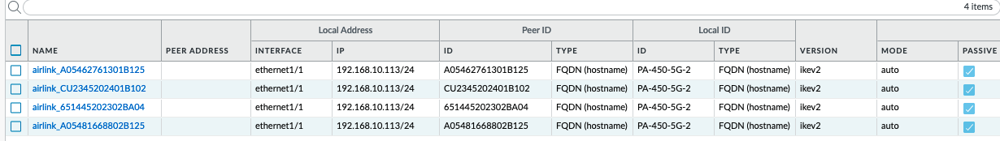 4 items
Local Address Peer ID Local ID
NAME PEER ADDRESS INTERFACE IP ID TYPE ID TYPE VERSION MODE PASSIVE
airlink_A05462761301B125 ethernet1/1 192.168.10.113/24 A05462761301B125 FQDN (hostname) PA-450-5G-2 FQDN (hostname) ikev2 auto
airlink_CU2345202401B102 ethernet1/1 192.168.10.113/24 CU2345202401B102 FQDN (hostname) PA-450-5G-2 FQDN (hostname) ikev2 auto
airlink_651445202302BA04 ethernet1/1 192.168.10.113/24 651445202302BA04 FQDN (hostname) PA-450-5G-2 FQDN (hostname) ikev2 auto
airlink_A05481668802B125 ethernet1/1 192.168.10.113/24 A05481668802B125 FQDN (hostname) PA-450-5G-2 FQDN (hostname) ikev2 auto